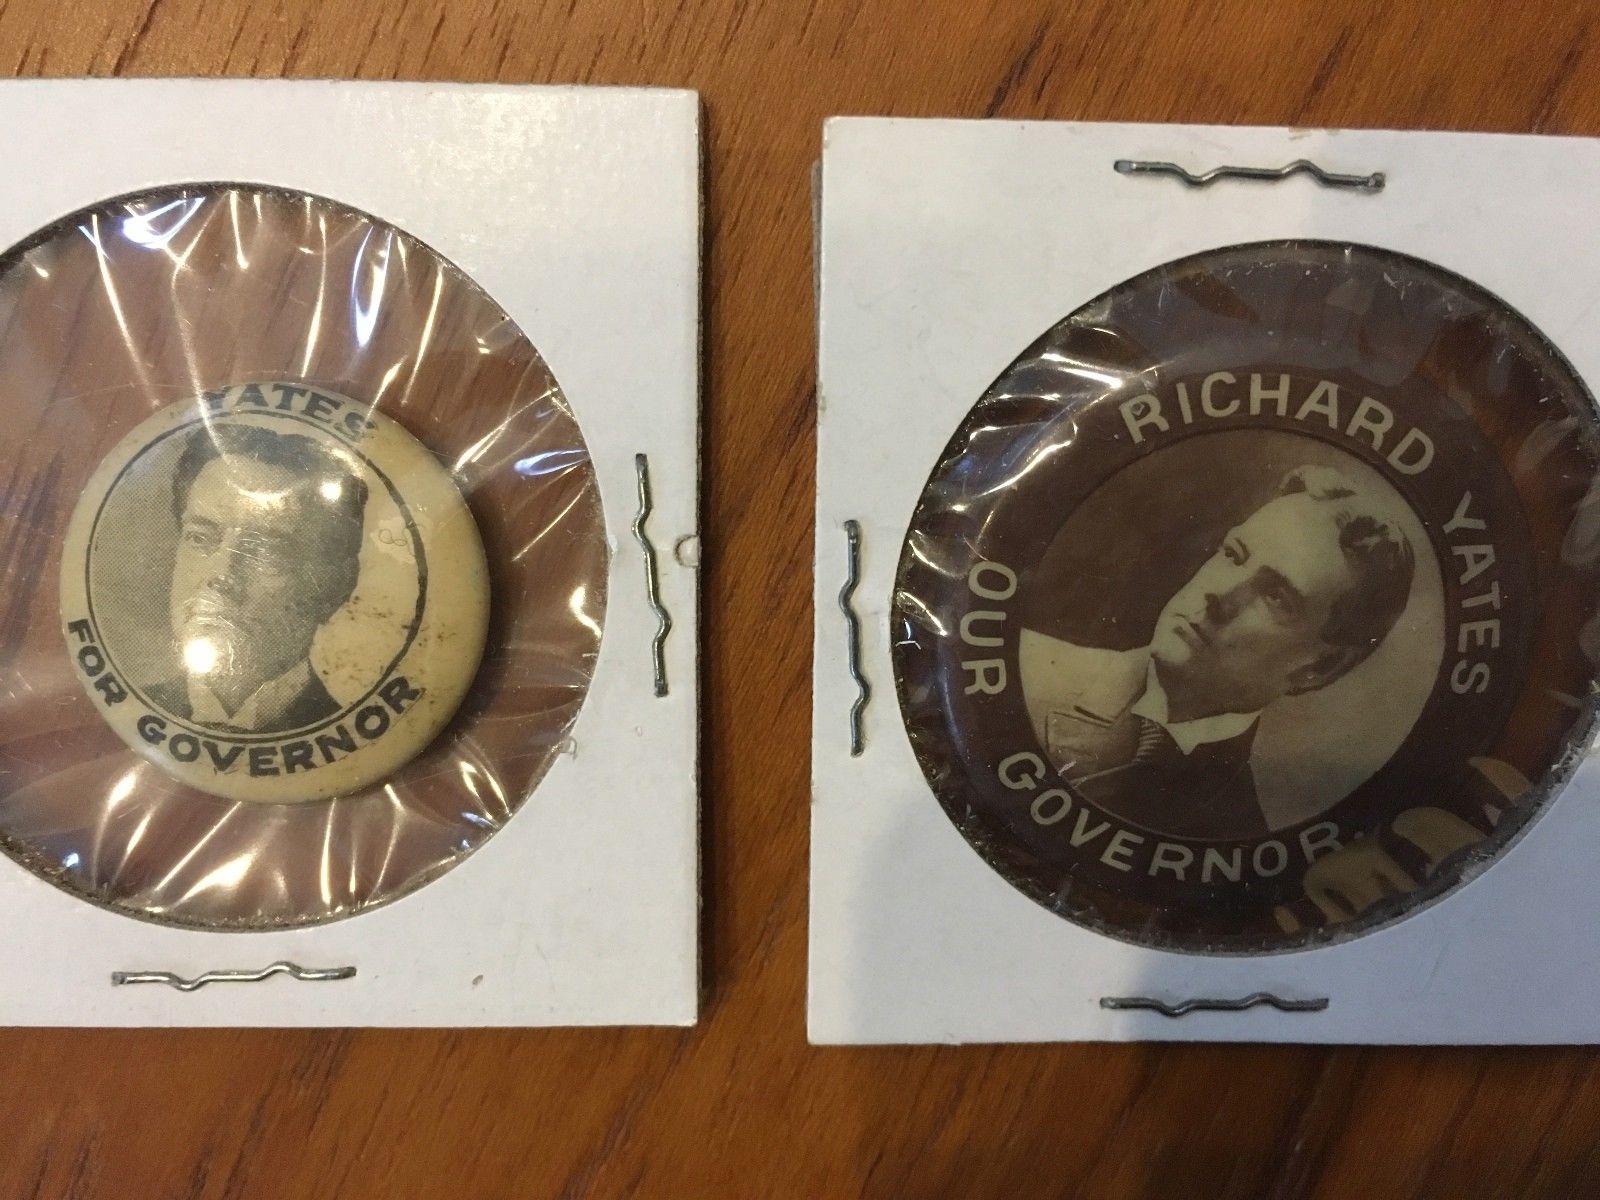 YATES
FOR GOVERNOR
RICHARD YATES
OUR GOVERNOR.